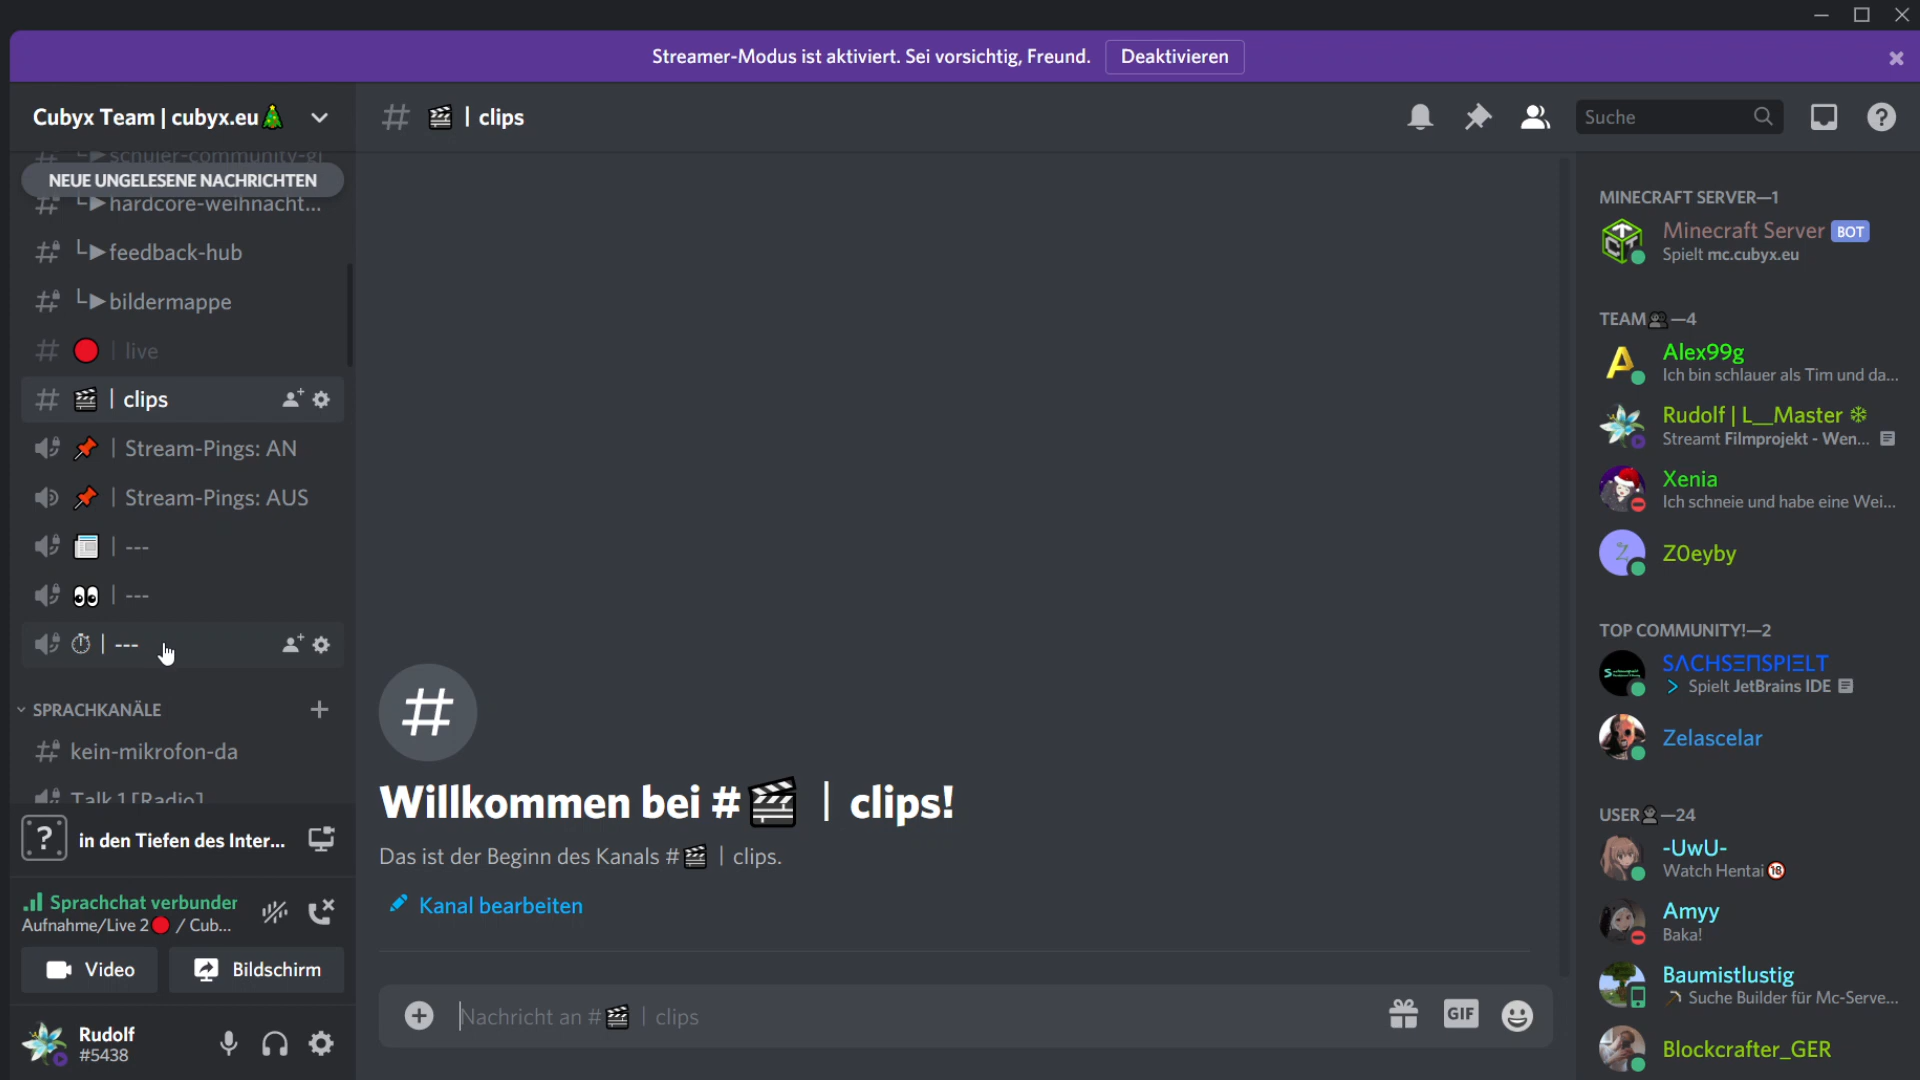 Streamer-Modus ist aktiviert. Sei vorsichtig, Freund. Deaktivieren
Cubyx Team | cubyx.eu🎄
NEUE UNGELESENE NACHRICHTEN
└▶hardcore-weihnacht...
└▶feedback-hub
└▶bildermappe
🔴 | live
🎬 | clips
📌 | Stream-Pings: AN
📌 | Stream-Pings: AUS
📰 | ---
👀 | ---
⏱ | ---
SPRACHKANÄLE
kein-mikrofon-da
Talk 1 [Radio]
in den Tiefen des Inter...
Sprachchat verbunden
Aufnahme/Live 2🔴 / Cub...
Video
Bildschirm
Rudolf
#5438
# 🎬 | clips
Suche
Willkommen bei #🎬 | clips!
Das ist der Beginn des Kanals #🎬 | clips.
Kanal bearbeiten
Nachricht an #🎬 | clips
GIF
MINECRAFT SERVER—1
Minecraft Server BOT
Spielt mc.cubyx.eu
TEAM👥—4
Alex99g
Ich bin schlauer als Tim und da...
Rudolf | L__Master ❄
Streamt Filmprojekt - Wen...
Xenia
Ich schneie und habe eine Wei...
Z0eyby
TOP COMMUNITY!—2
SΛCHSΞΠSPIΞLT
Spielt JetBrains IDE
Zelascelar
USER👤—24
-UwU-
Watch Hentai🔞
Amyy
Baka!
Baumistlustig
Suche Builder für Mc-Serve...
Blockcrafter_GER